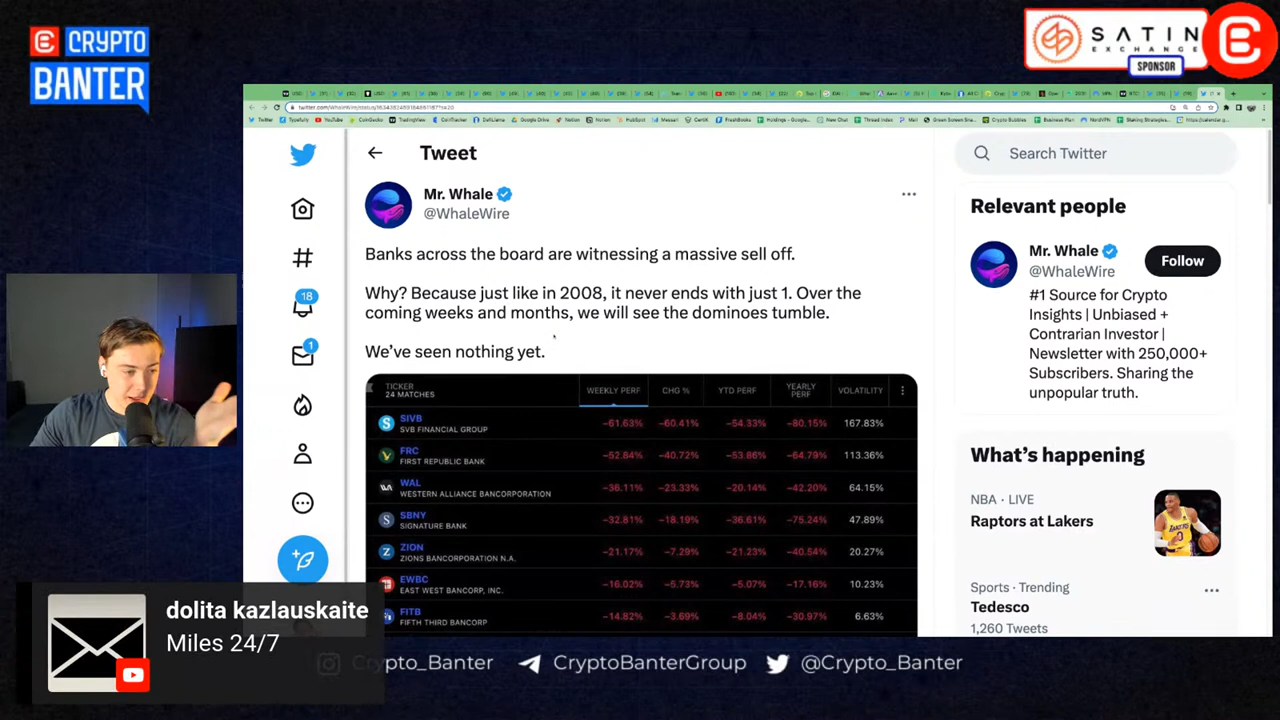 CRYPTO
BANTER
SATIN
EXCHANGE
SPONSOR
Tweet
Search Twitter
Mr. Whale
@WhaleWire
Banks across the board are witnessing a massive sell off.
Why? Because just like in 2008, it never ends with just 1. Over the
coming weeks and months, we will see the dominoes tumble.
We've seen nothing yet.
TICKER
24 MATCHES
WEEKLY PERF
CHG %
YTD PERF
YEARLY
PERF
VOLATILITY
SIVB
SVB FINANCIAL GROUP
−61.63% −60.41% −54.33% −80.15% 167.83%
FRC
FIRST REPUBLIC BANK
−52.84% −40.72% −53.86% −64.79% 113.36%
WAL
WESTERN ALLIANCE BANCORPORATION
−36.11% −23.33% −20.14% −42.20% 64.15%
SBNY
SIGNATURE BANK
−32.81% −18.19% −36.61% −75.24% 47.89%
ZION
ZIONS BANCORPORATION N.A.
−21.17% −7.29% −21.23% −40.54% 20.27%
EWBC
EAST WEST BANCORP, INC.
−16.02% −5.73% −5.07% −17.16% 10.23%
FITB
FIFTH THIRD BANCORP
−14.82% −3.69% −8.04% −30.97% 6.63%
18
1
Relevant people
Mr. Whale
@WhaleWire
Follow
#1 Source for Crypto
Insights | Unbiased +
Contrarian Investor |
Newsletter with 250,000+
Subscribers. Sharing the
unpopular truth.
What's happening
NBA · LIVE
Raptors at Lakers
Sports · Trending
Tedesco
1,260 Tweets
dolita kazlauskaite
Miles 24/7
Crypto_Banter
CryptoBanterGroup
@Crypto_Banter